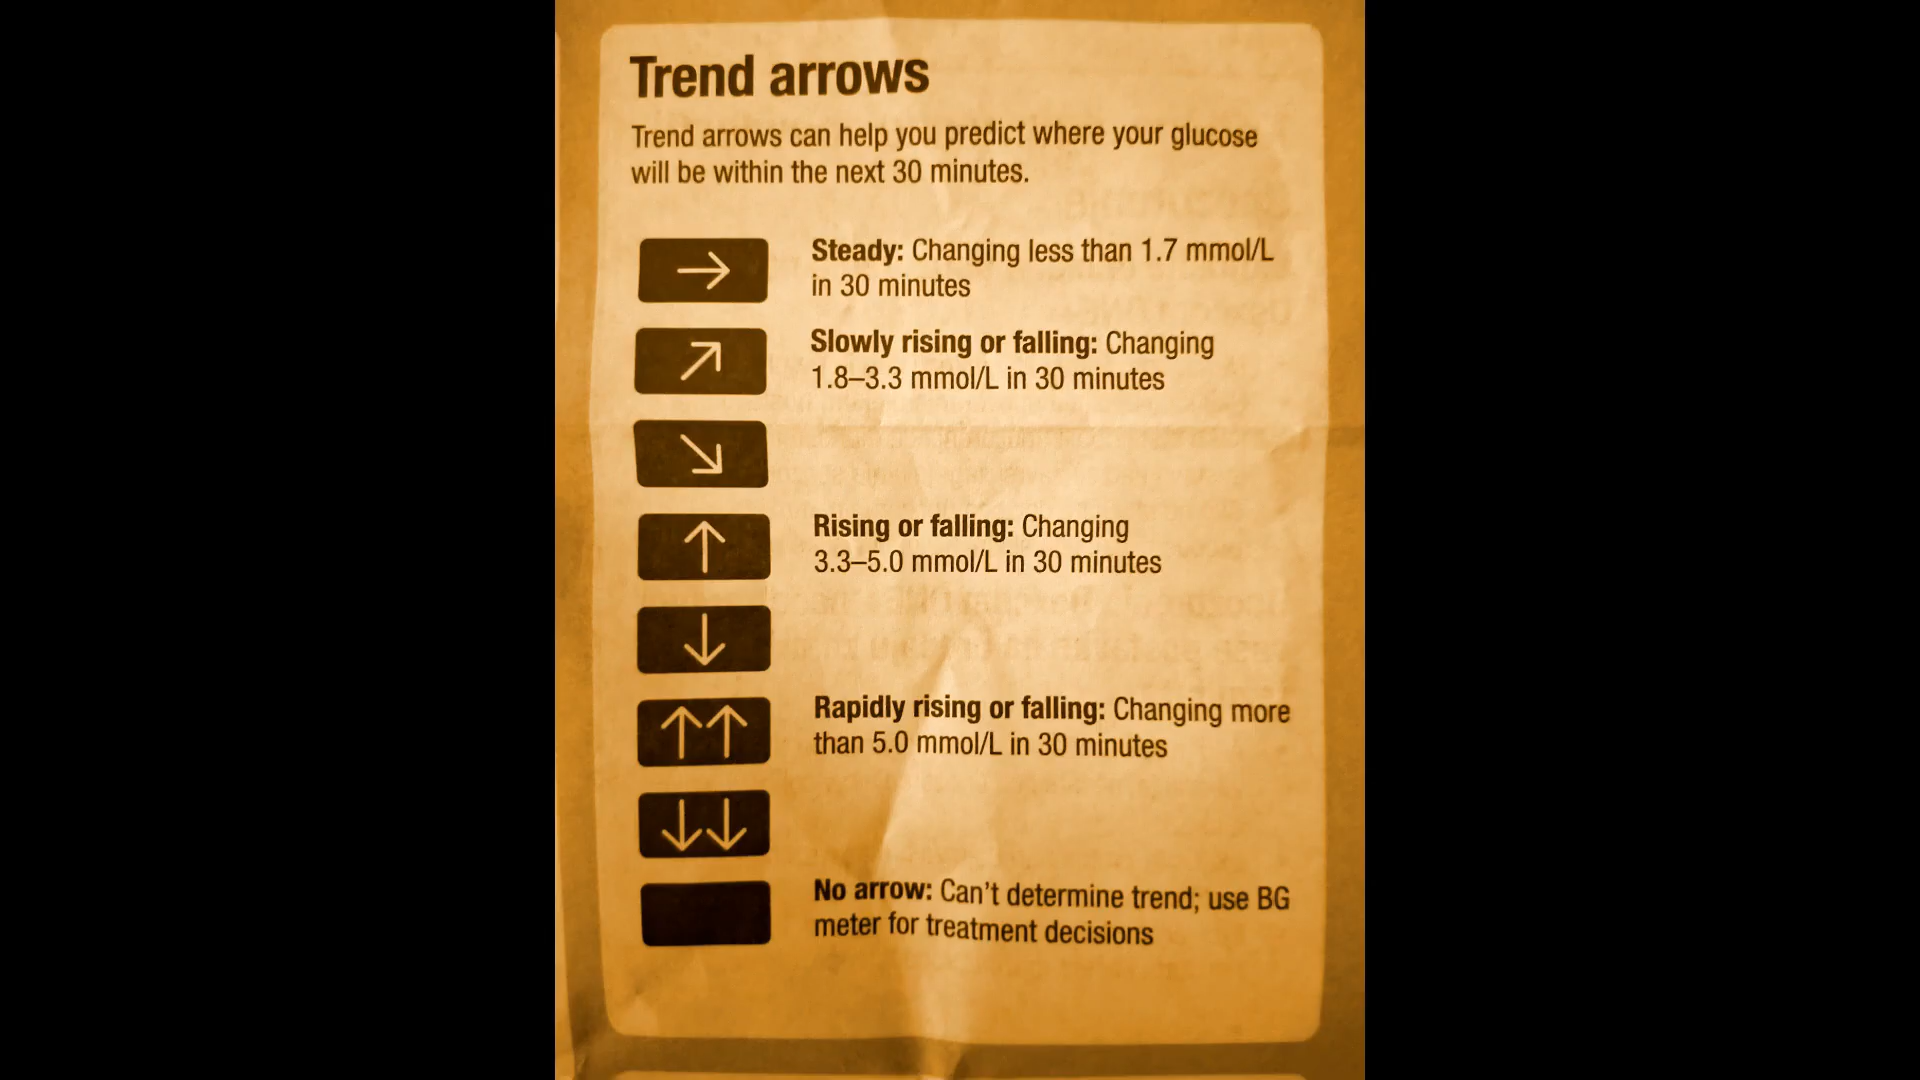 Trend arrows
Trend arrows can help you predict where your glucose
will be within the next 30 minutes.
Steady: Changing less than 1.7 mmol/L
in 30 minutes
Slowly rising or falling: Changing
1.8–3.3 mmol/L in 30 minutes
Rising or falling: Changing
3.3–5.0 mmol/L in 30 minutes
Rapidly rising or falling: Changing more
than 5.0 mmol/L in 30 minutes
No arrow: Can't determine trend; use BG
meter for treatment decisions